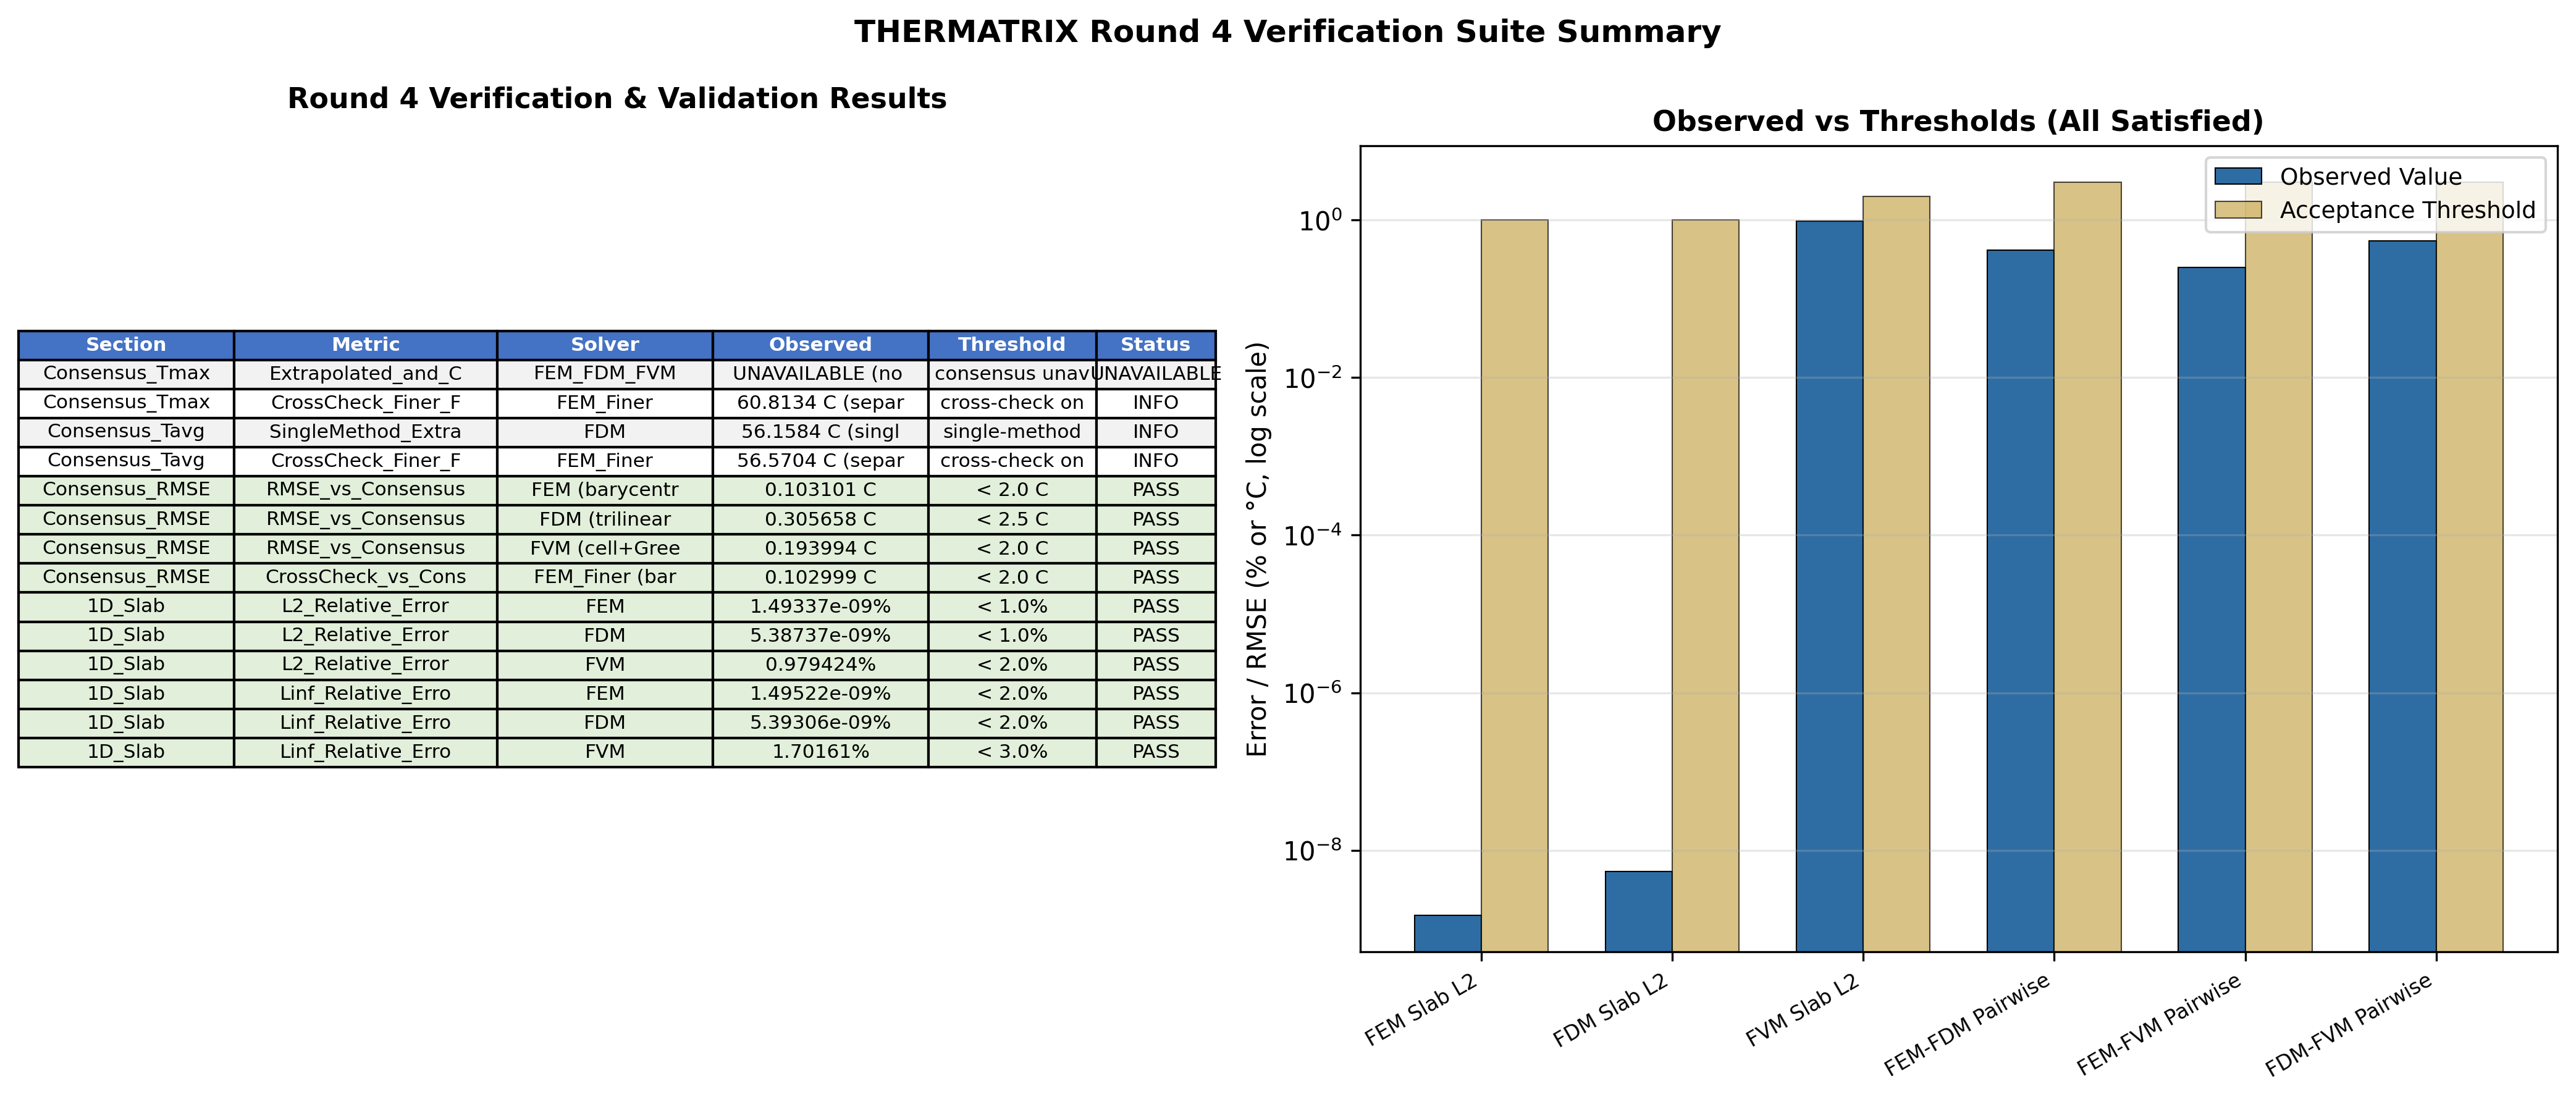 THERMATRIX Round 4 Verification Suite Summary
Round 4 Verification & Validation Results
Section Metric Solver Observed Threshold Status
Consensus_Tmax Extrapolated_and_C FEM_FDM_FVM UNAVAILABLE (no consensus unav UNAVAILABLE
Consensus_Tmax CrossCheck_Finer_F FEM_Finer 60.8134 C (separ cross-check on INFO
Consensus_Tavg SingleMethod_Extra FDM 56.1584 C (singl single-method INFO
Consensus_Tavg CrossCheck_Finer_F FEM_Finer 56.5704 C (separ cross-check on INFO
Consensus_RMSE RMSE_vs_Consensus FEM (barycentr 0.103101 C < 2.0 C PASS
Consensus_RMSE RMSE_vs_Consensus FDM (trilinear 0.305658 C < 2.5 C PASS
Consensus_RMSE RMSE_vs_Consensus FVM (cell+Gree 0.193994 C < 2.0 C PASS
Consensus_RMSE CrossCheck_vs_Cons FEM_Finer (bar 0.102999 C < 2.0 C PASS
1D_Slab L2_Relative_Error FEM 1.49337e-09% < 1.0% PASS
1D_Slab L2_Relative_Error FDM 5.38737e-09% < 1.0% PASS
1D_Slab L2_Relative_Error FVM 0.979424% < 2.0% PASS
1D_Slab Linf_Relative_Erro FEM 1.49522e-09% < 2.0% PASS
1D_Slab Linf_Relative_Erro FDM 5.39306e-09% < 2.0% PASS
1D_Slab Linf_Relative_Erro FVM 1.70161% < 3.0% PASS
Observed vs Thresholds (All Satisfied)
Observed Value
Acceptance Threshold
Error / RMSE (% or °C, log scale)
10⁰
10⁻²
10⁻⁴
10⁻⁶
10⁻⁸
FEM Slab L2
FDM Slab L2
FVM Slab L2
FEM-FDM Pairwise
FEM-FVM Pairwise
FDM-FVM Pairwise